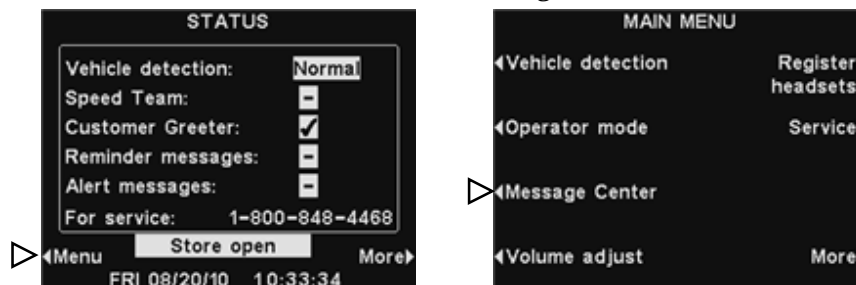 STATUS
Vehicle detection: Normal
Speed Team: -
Customer Greeter: ✓
Reminder messages: -
Alert messages: -
For service: 1-800-848-4468
Store open
◂Menu More▸
FRI 08/20/10 10:33:34
MAIN MENU
◂Vehicle detection Register
headsets
◂Operator mode Service
◂Message Center
◂Volume adjust More